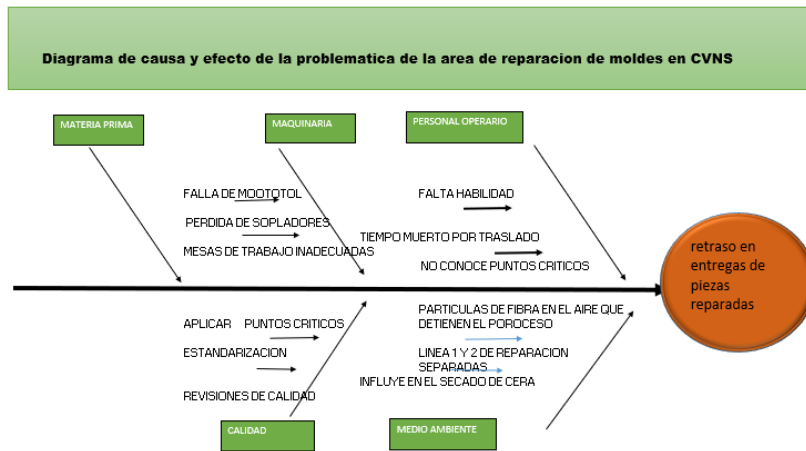 Diagrama de causa y efecto de la problematica de la area de reparacion de moldes en CVNS
MATERIA PRIMA
MAQUINARIA
PERSONAL OPERARIO
FALLA DE MOOTOTOL
PERDIDA DE SOPLADORES
MESAS DE TRABAJO INADECUADAS
FALTA HABILIDAD
TIEMPO MUERTO POR TRASLADO
NO CONOCE PUNTOS CRITICOS
retraso en
entregas de
piezas
reparadas
APLICAR PUNTOS CRITICOS
ESTANDARIZACION
REVISIONES DE CALIDAD
PARTICULAS DE FIBRA EN EL AIRE QUE
DETIENEN EL POROCESO
LINEA 1 Y 2 DE REPARACION
SEPARADAS
INFLUYE EN EL SECADO DE CERA
CALIDAD
MEDIO AMBIENTE